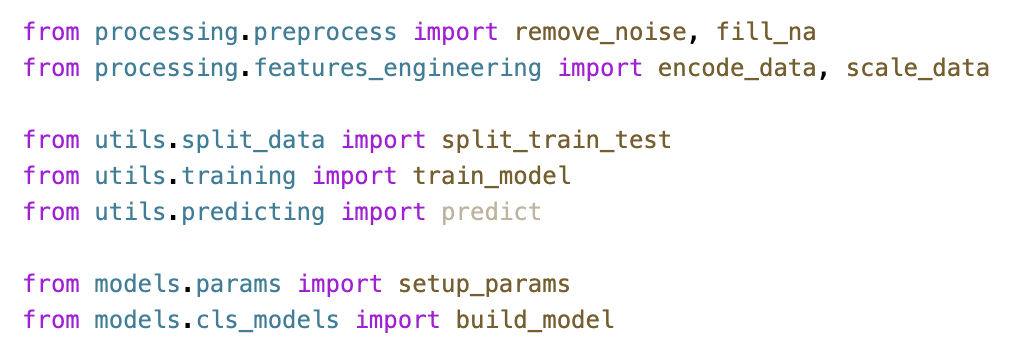 from processing.preprocess import remove_noise, fill_na
from processing.features_engineering import encode_data, scale_data
from utils.split_data import split_train_test
from utils.training import train_model
from utils.predicting import predict
from models.params import setup_params
from models.cls_models import build_model